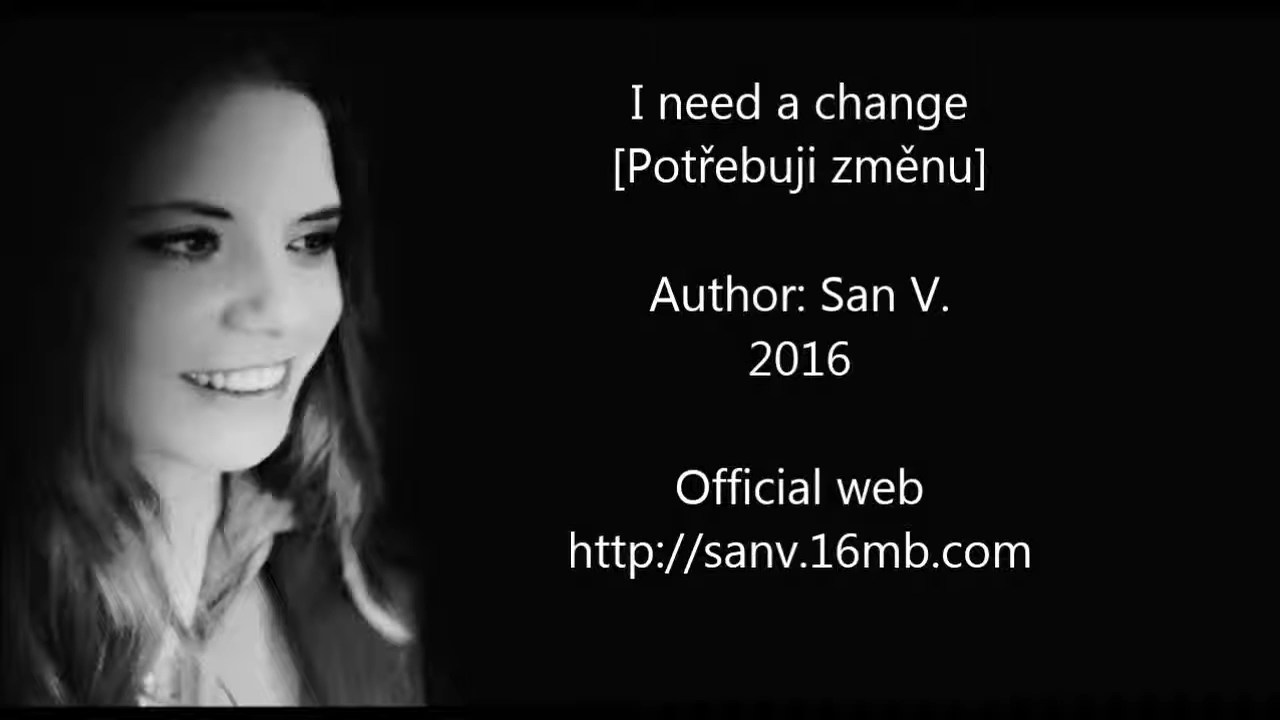 I need a change
[Potřebuji změnu]
Author: San V.
2016
Official web
http://sanv.16mb.com